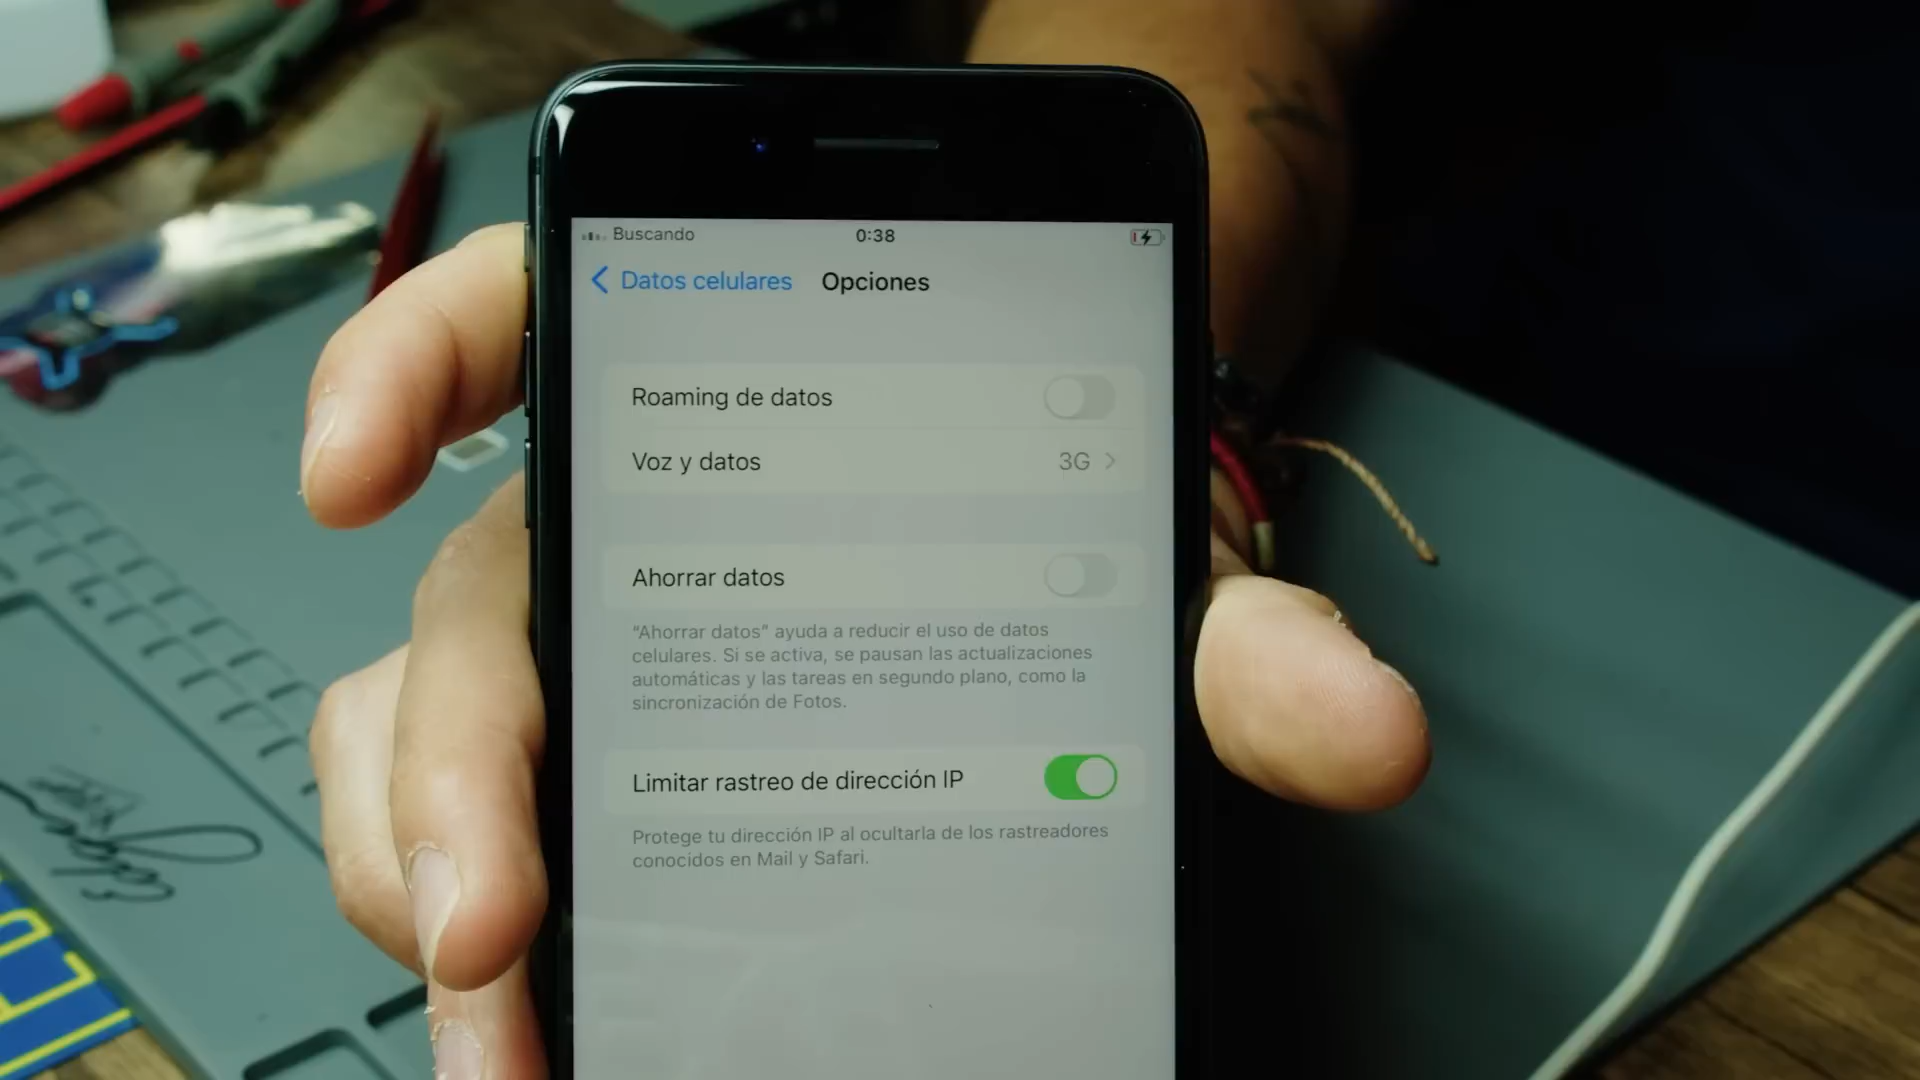 Buscando
0:38
Datos celulares
Opciones
Roaming de datos
Voz y datos
3G
Ahorrar datos
“Ahorrar datos” ayuda a reducir el uso de datos
celulares. Si se activa, se pausan las actualizaciones
automáticas y las tareas en segundo plano, como la
sincronización de Fotos.
Limitar rastreo de dirección IP
Protege tu dirección IP al ocultarla de los rastreadores
conocidos en Mail y Safari.